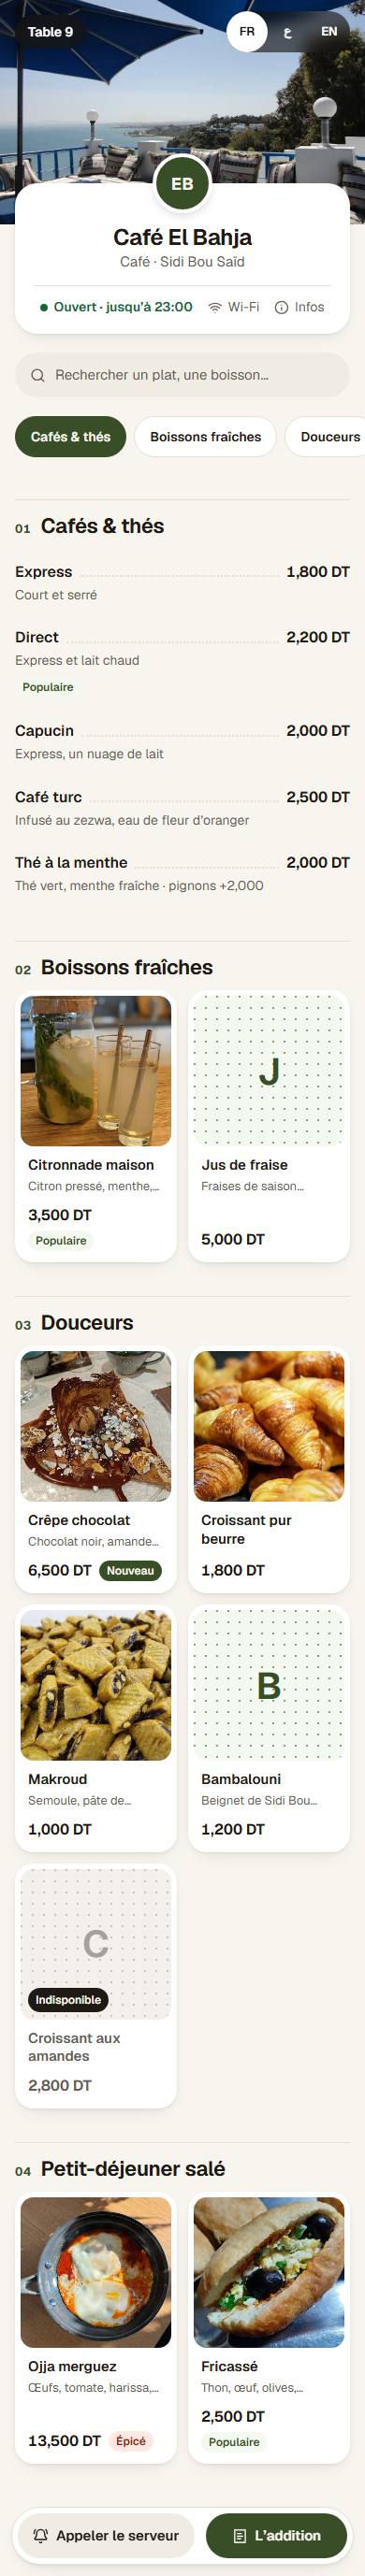 Table 9
FR ع EN
EB
Café El Bahja
Café · Sidi Bou Saïd
Ouvert · jusqu'à 23:00 Wi-Fi Infos
Rechercher un plat, une boisson...
Cafés & thés Boissons fraîches Douceurs
01 Cafés & thés
Express 1,800 DT
Court et serré
Direct 2,200 DT
Express et lait chaud
Populaire
Capucin 2,000 DT
Express, un nuage de lait
Café turc 2,500 DT
Infusé au zezwa, eau de fleur d'oranger
Thé à la menthe 2,000 DT
Thé vert, menthe fraîche · pignons +2,000
02 Boissons fraîches
J
Citronnade maison
Citron pressé, menthe,...
3,500 DT
Populaire
Jus de fraise
Fraises de saison...
5,000 DT
03 Douceurs
Crêpe chocolat
Chocolat noir, amande...
6,500 DT Nouveau
Croissant pur
beurre
1,800 DT
Makroud
Semoule, pâte de...
1,000 DT
B
Bambalouni
Beignet de Sidi Bou...
1,200 DT
C
Indisponible
Croissant aux
amandes
2,800 DT
04 Petit-déjeuner salé
Ojja merguez
Œufs, tomate, harissa,...
13,500 DT Épicé
Fricassé
Thon, œuf, olives,...
2,500 DT
Populaire
Appeler le serveur L'addition